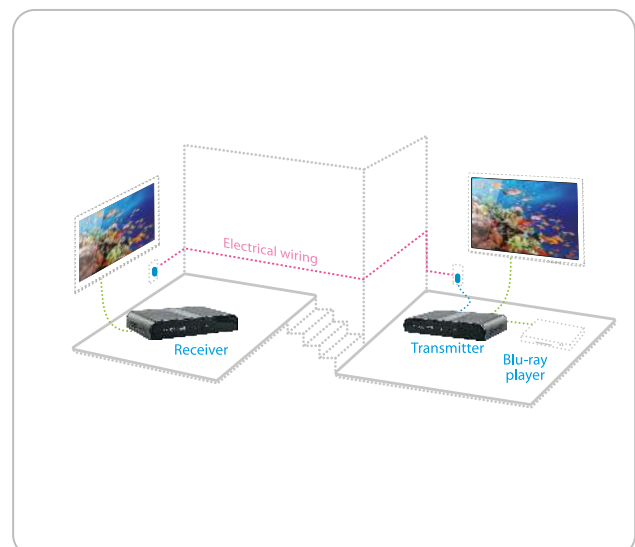 Electrical wiring
Receiver
Transmitter
Blu-ray
player